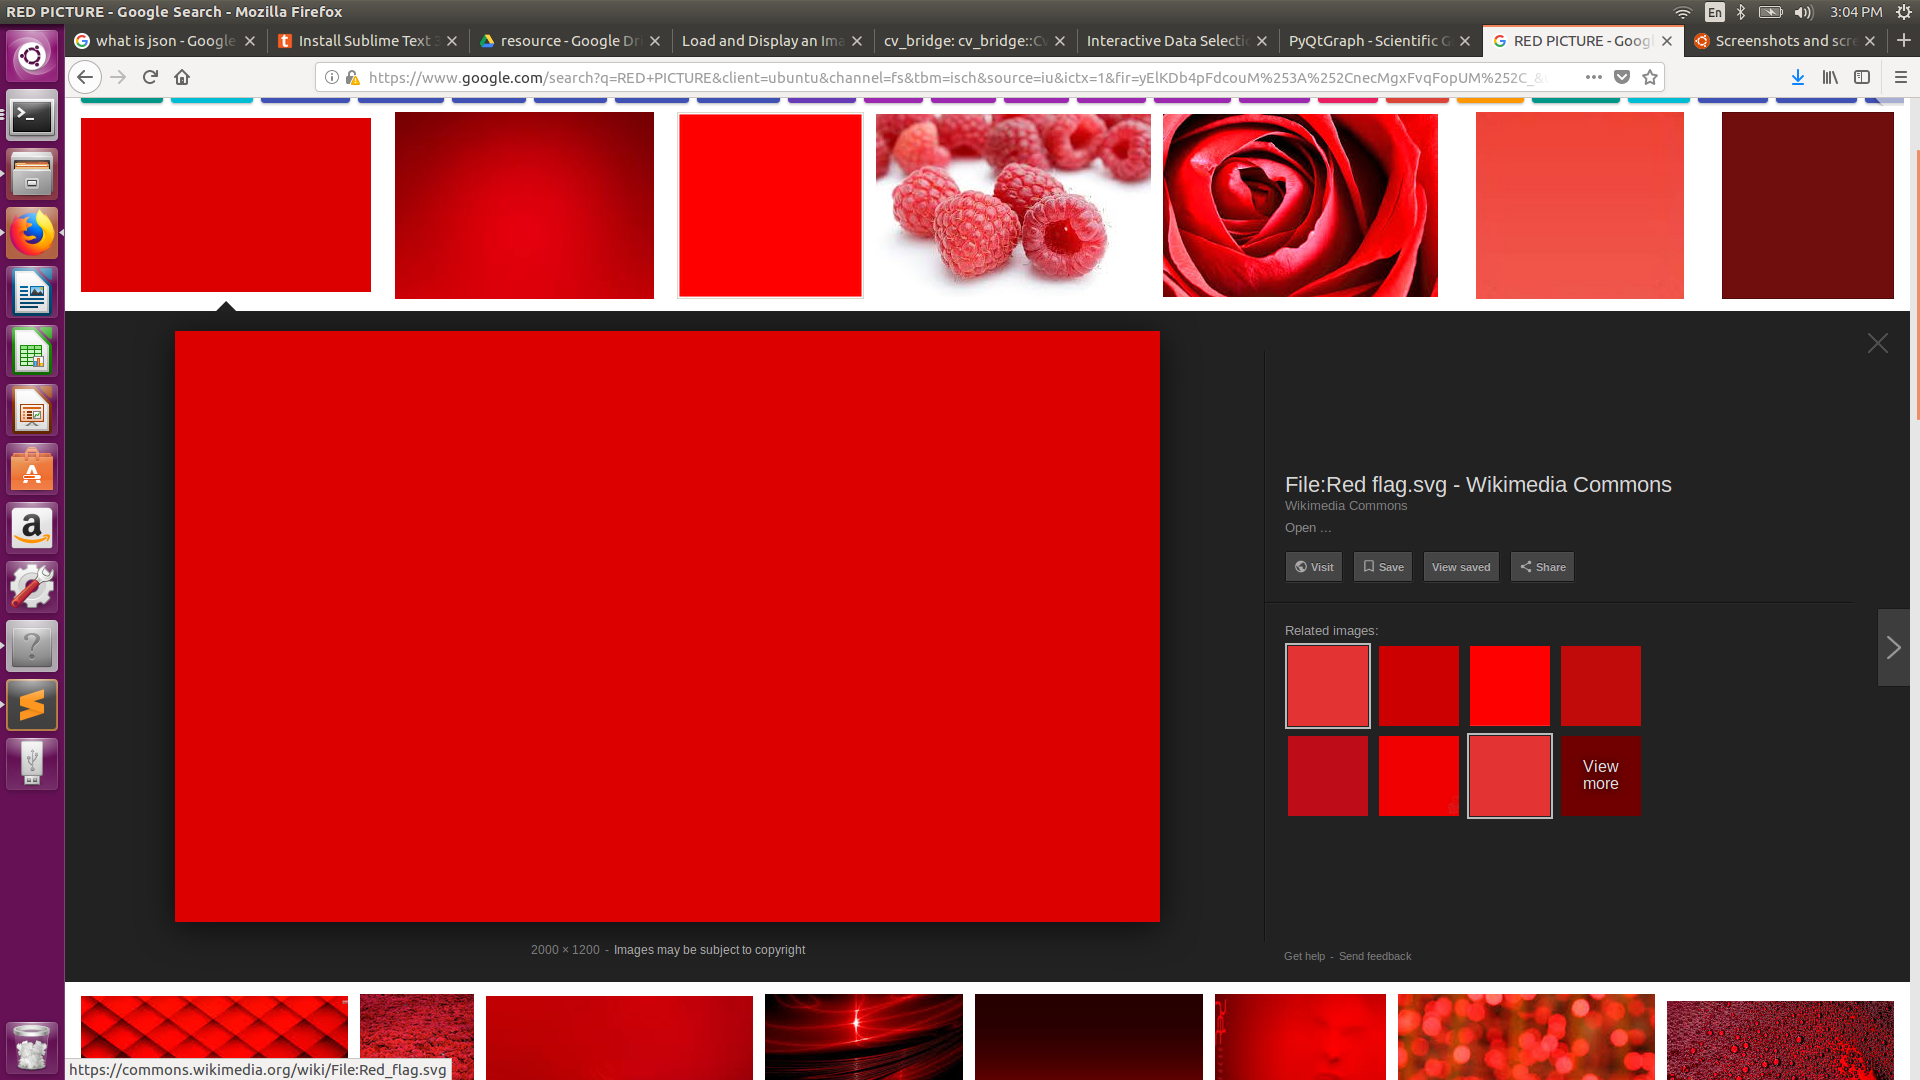 RED PICTURE - Google Search - Mozilla Firefox
En
3:04 PM
what is json - Google
Install Sublime Text 3
resource - Google Dri
Load and Display an Ima
cv_bridge: cv_bridge::Cv
Interactive Data Selectio
PyQtGraph - Scientific G
RED PICTURE - Googl
Screenshots and scre
https://www.google.com/search?q=RED+PICTURE&client=ubuntu&channel=fs&tbm=isch&source=iu&ictx=1&fir=yElKDb4pFdcouM%253A%252CnecMgxFvqFopUM%252C_&
File:Red flag.svg - Wikimedia Commons
Wikimedia Commons
Open ...
Visit
Save
View saved
Share
Related images:
View
more
2000 × 1200 - Images may be subject to copyright
Get help - Send feedback
https://commons.wikimedia.org/wiki/File:Red_flag.svg